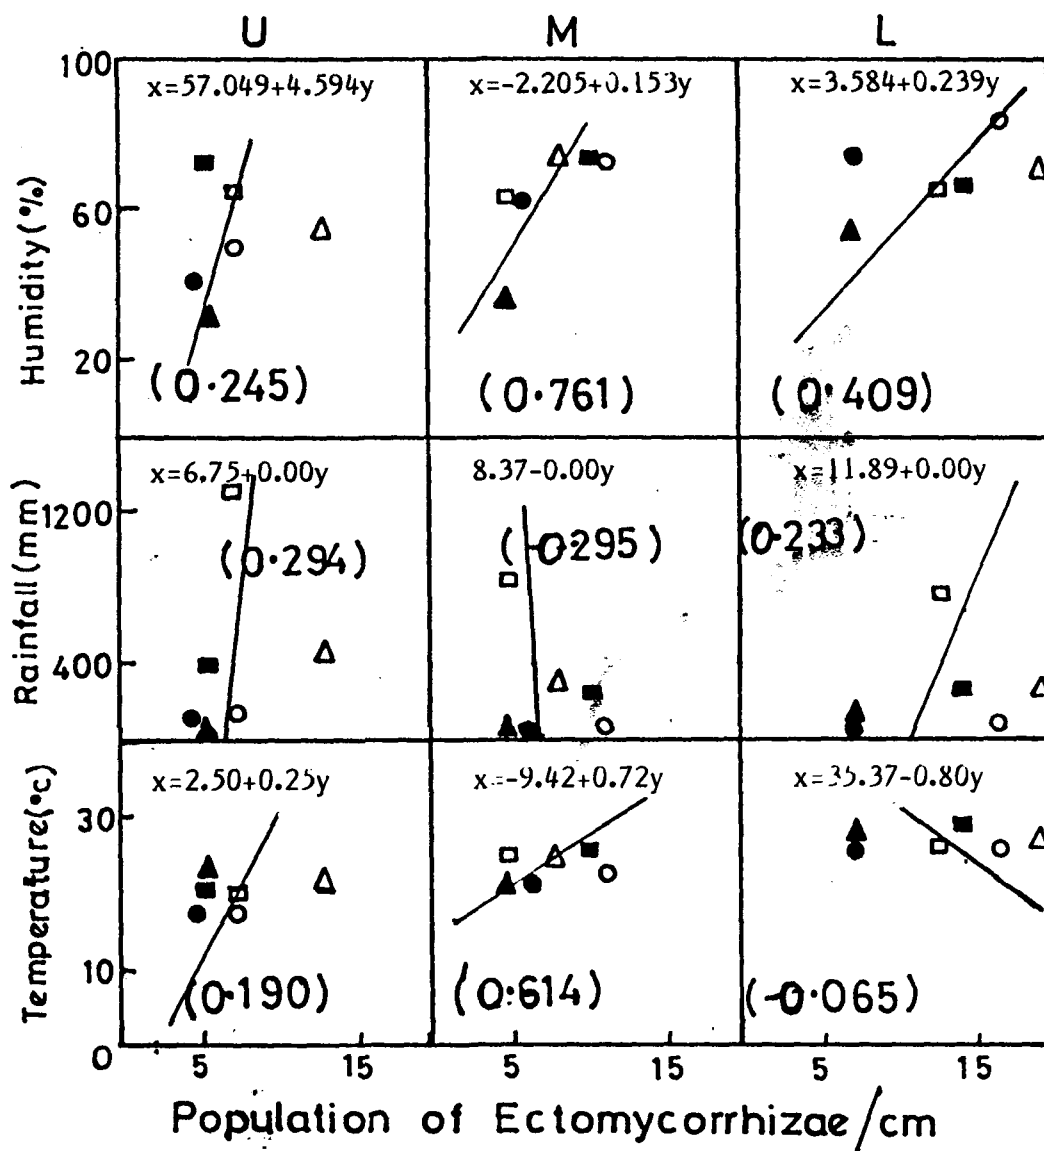 U M L
100
x=57.049+4.594y x=-2.205+0.153y x=3.584+0.239y
Humidity(°/o)
60
20
(0.245) (0.761) (0.409)
x=6.75+0.00y 8.37-0.00y x=11.89+0.00y
Rainfall(mm)
1200
(0.294) (-0.295) (0.233)
400
x=2.50+0.25y x=-9.42+0.72y x=35.37-0.80y
Temperature(°c)
30
10
(0.190) (0.614) (-0.065)
0
5 15 5 15 5 15
Population of Ectomycorrhizae/cm